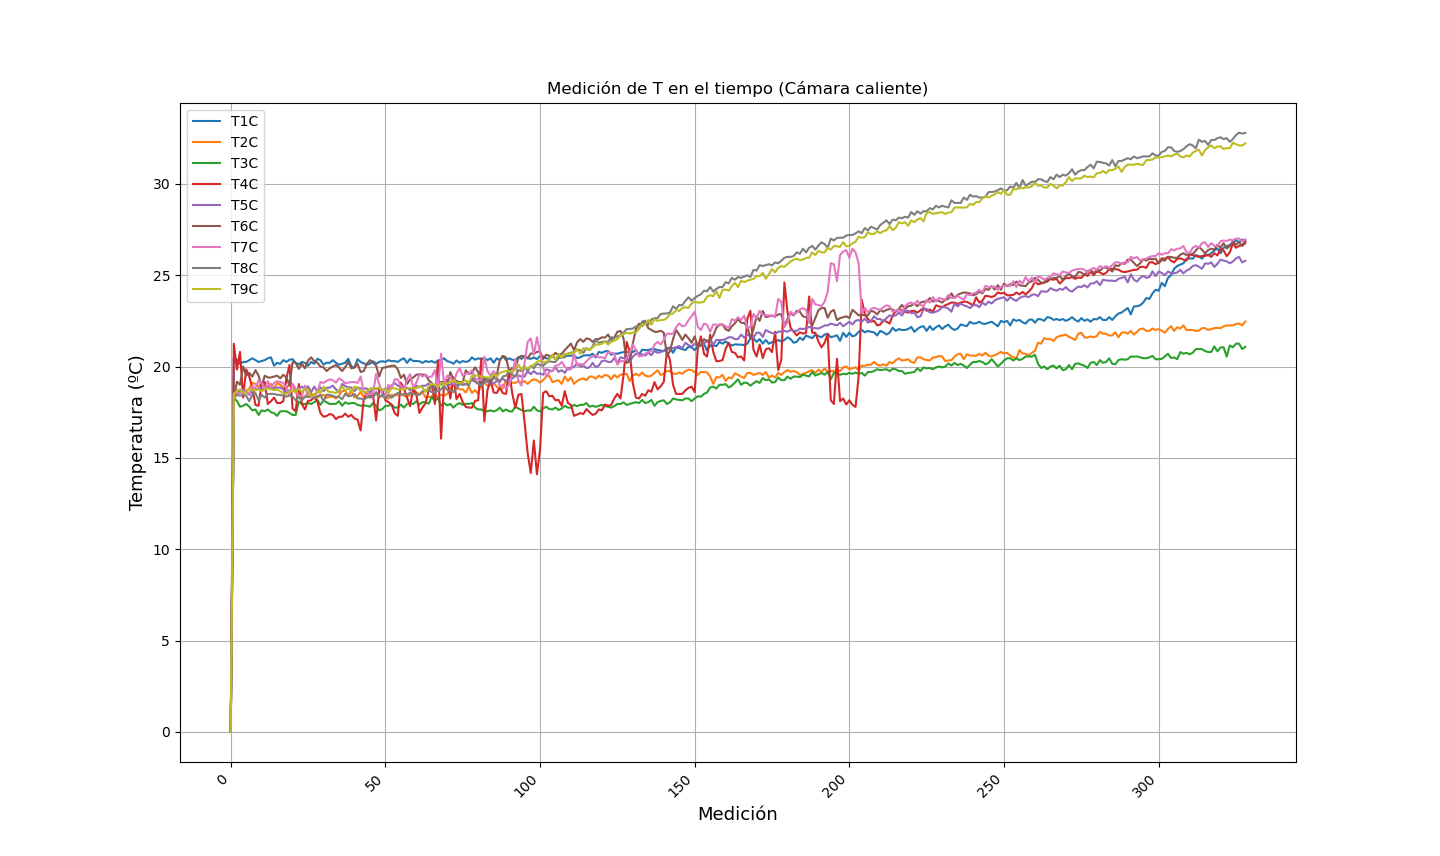 Medición de T en el tiempo (Cámara caliente)
T1C
T2C
T3C
T4C
T5C
T6C
T7C
T8C
T9C
30
25
20
15
10
5
0
Temperatura (ºC)
0
50
100
150
200
250
300
Medición